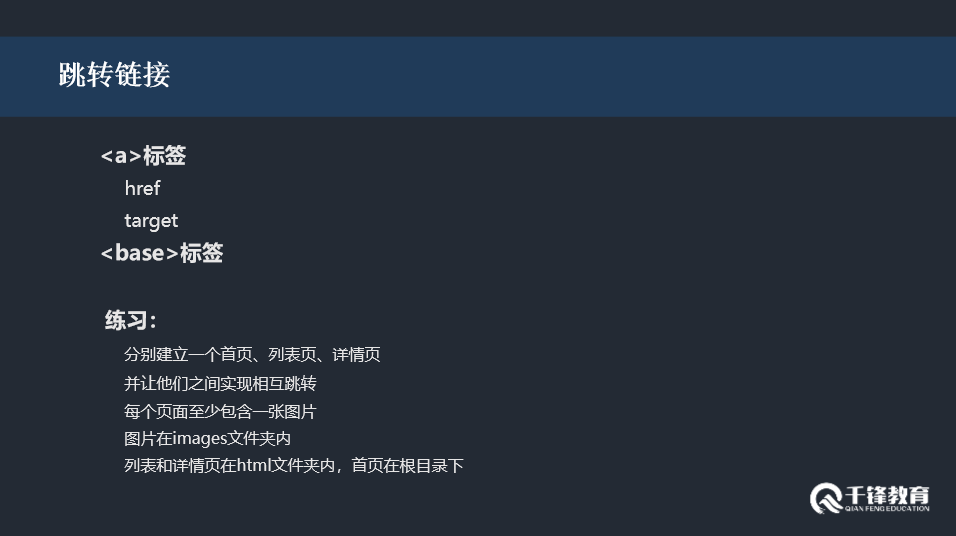 跳转链接
<a>标签
href
target
<base>标签
练习：
分别建立一个首页、列表页、详情页
并让他们之间实现相互跳转
每个页面至少包含一张图片
图片在images文件夹内
列表和详情页在html文件夹内，首页在根目录下
千锋教育
QIAN FENG EDUCATION